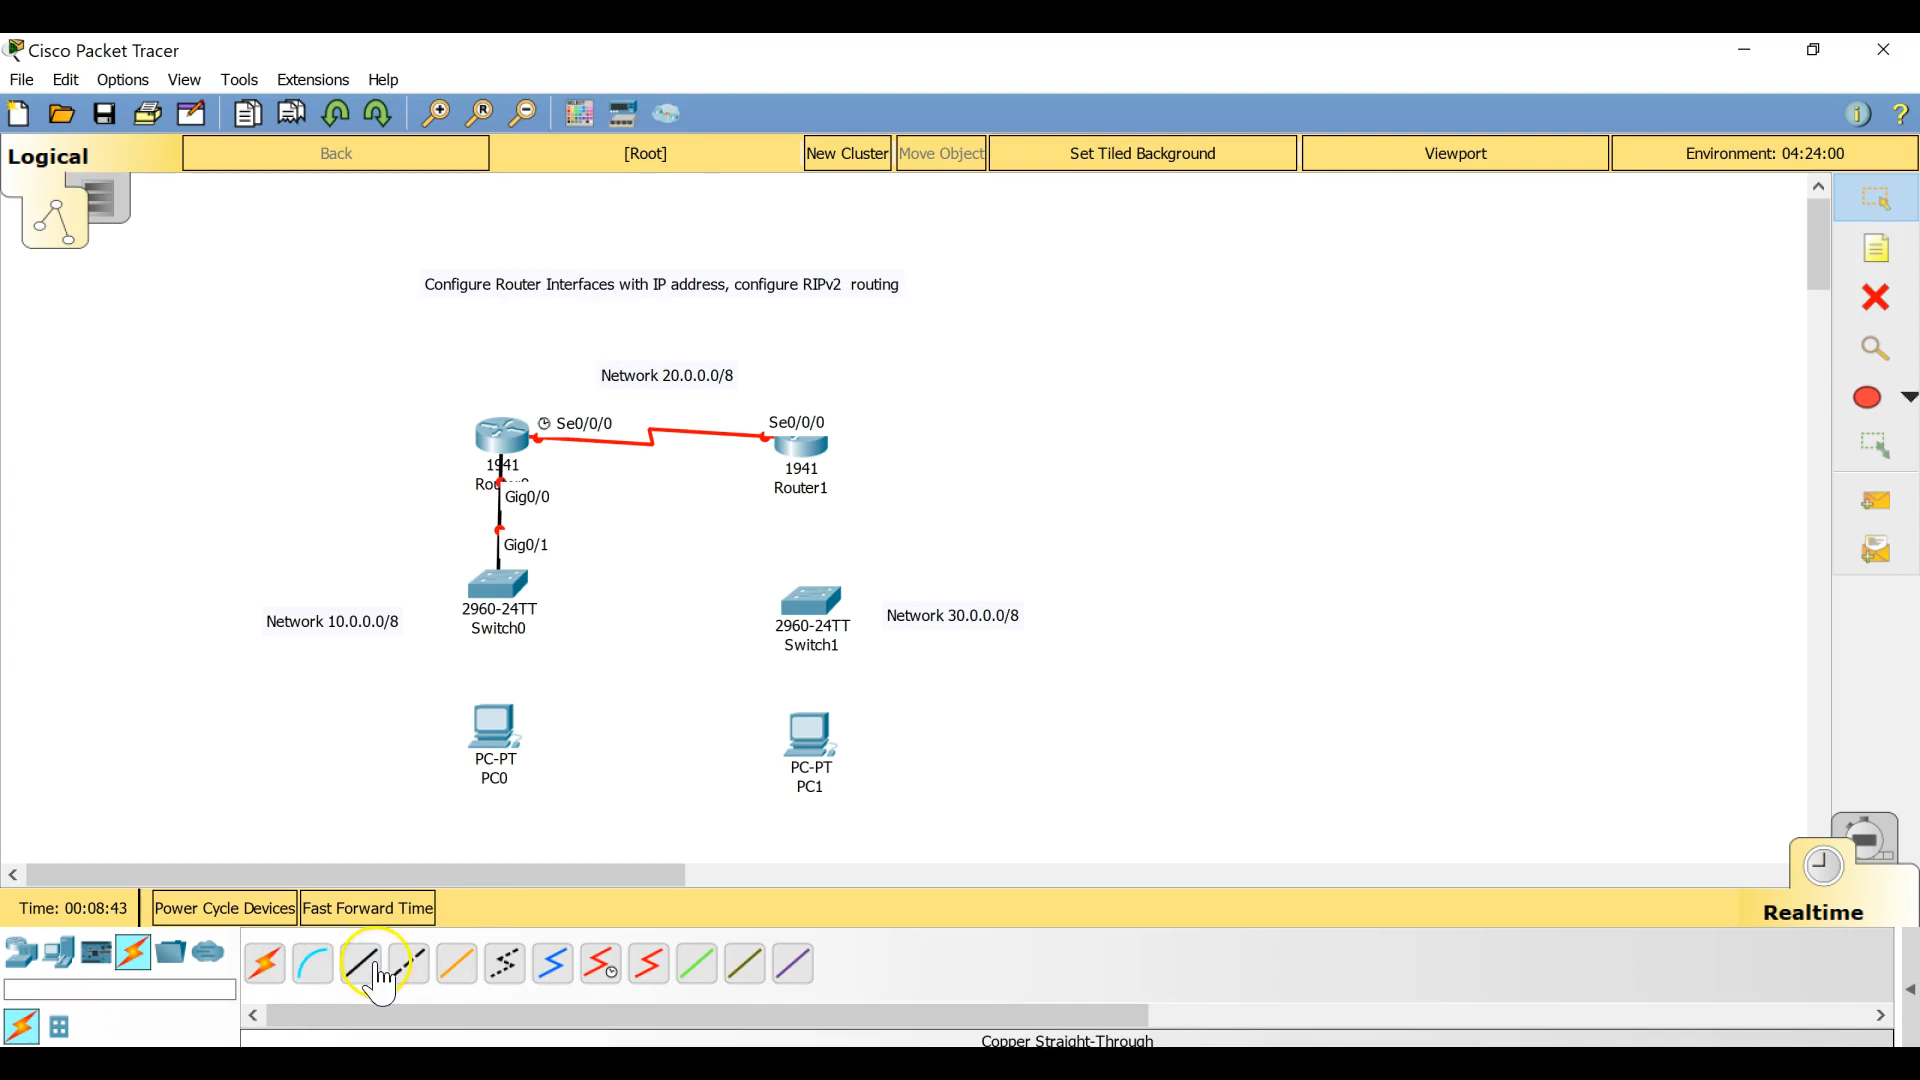 Cisco Packet Tracer
File Edit Options View Tools Extensions Help
Logical Back [Root] New Cluster Move Object Set Tiled Background Viewport Environment: 04:24:00
Configure Router Interfaces with IP address, configure RIPv2 routing
Network 20.0.0.0/8
Se0/0/0 Se0/0/0
1941 1941
Router1
Gig0/0
Gig0/1
2960-24TT
Switch0
Network 10.0.0.0/8
2960-24TT
Switch1
Network 30.0.0.0/8
PC-PT
PC0
PC-PT
PC1
Time: 00:08:43 Power Cycle Devices Fast Forward Time
Realtime
Copper Straight-Through